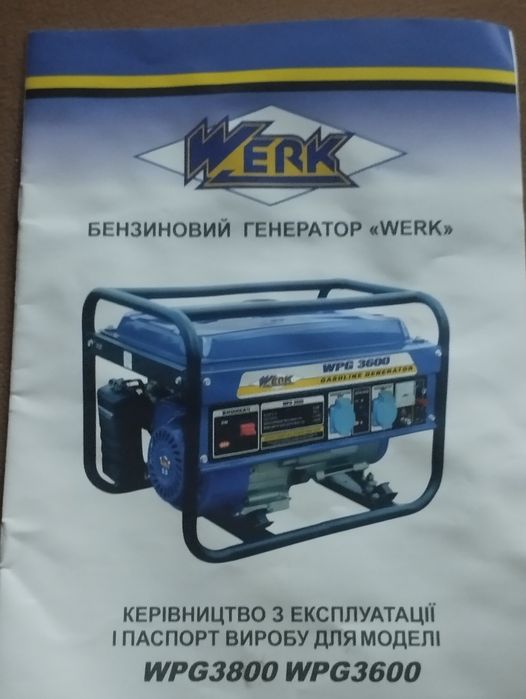 WERK
БЕНЗИНОВИЙ ГЕНЕРАТОР «WERK»
WPG 3600
WERK
GASOLINE GENERATOR
КЕРІВНИЦТВО З ЕКСПЛУАТАЦІЇ
І ПАСПОРТ ВИРОБУ ДЛЯ МОДЕЛІ
WPG3800 WPG3600